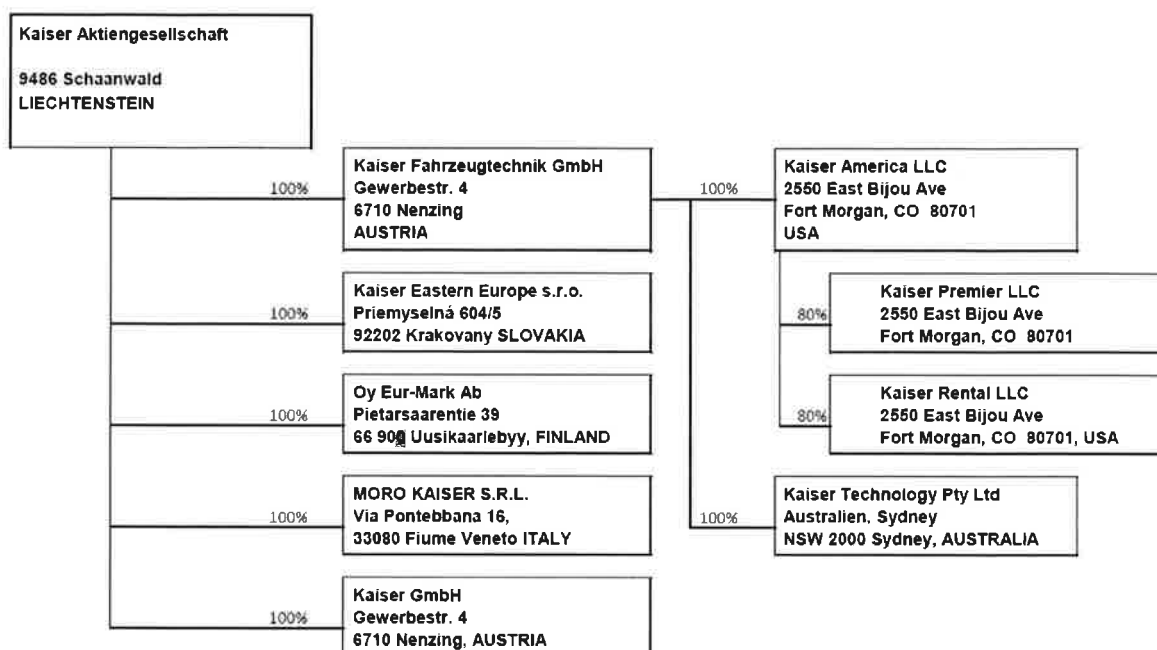 Kaiser Aktiengesellschaft
9486 Schaanwald
LIECHTENSTEIN
100%
Kaiser Fahrzeugtechnik GmbH
Gewerbestr. 4
6710 Nenzing
AUSTRIA
100%
Kaiser America LLC
2550 East Bijou Ave
Fort Morgan, CO 80701
USA
100%
Kaiser Eastern Europe s.r.o.
Priemyselná 604/5
92202 Krakovany SLOVAKIA
80%
Kaiser Premier LLC
2550 East Bijou Ave
Fort Morgan, CO 80701
100%
Oy Eur-Mark Ab
Pietarsaarentie 39
66 900 Uusikaarlebyy, FINLAND
80%
Kaiser Rental LLC
2550 East Bijou Ave
Fort Morgan, CO 80701, USA
100%
MORO KAISER S.R.L.
Via Pontebbana 16,
33080 Fiume Veneto ITALY
100%
Kaiser Technology Pty Ltd
Australien, Sydney
NSW 2000 Sydney, AUSTRALIA
100%
Kaiser GmbH
Gewerbestr. 4
6710 Nenzing, AUSTRIA